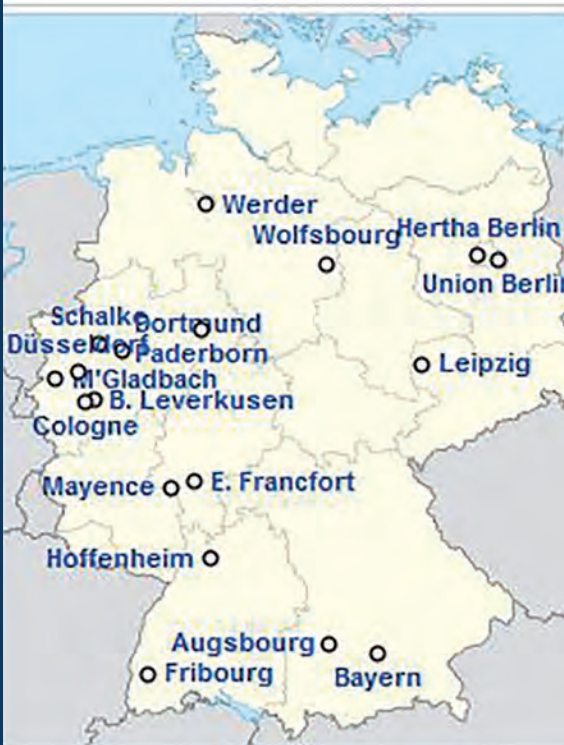 Werder
Hertha Berlin
Wolfsbourg
Union Berlin
Schalke
Dortmund
Düsseldorf
Paderborn
Leipzig
M'Gladbach
B. Leverkusen
Cologne
E. Francfort
Mayence
Hoffenheim
Augsbourg
Fribourg
Bayern